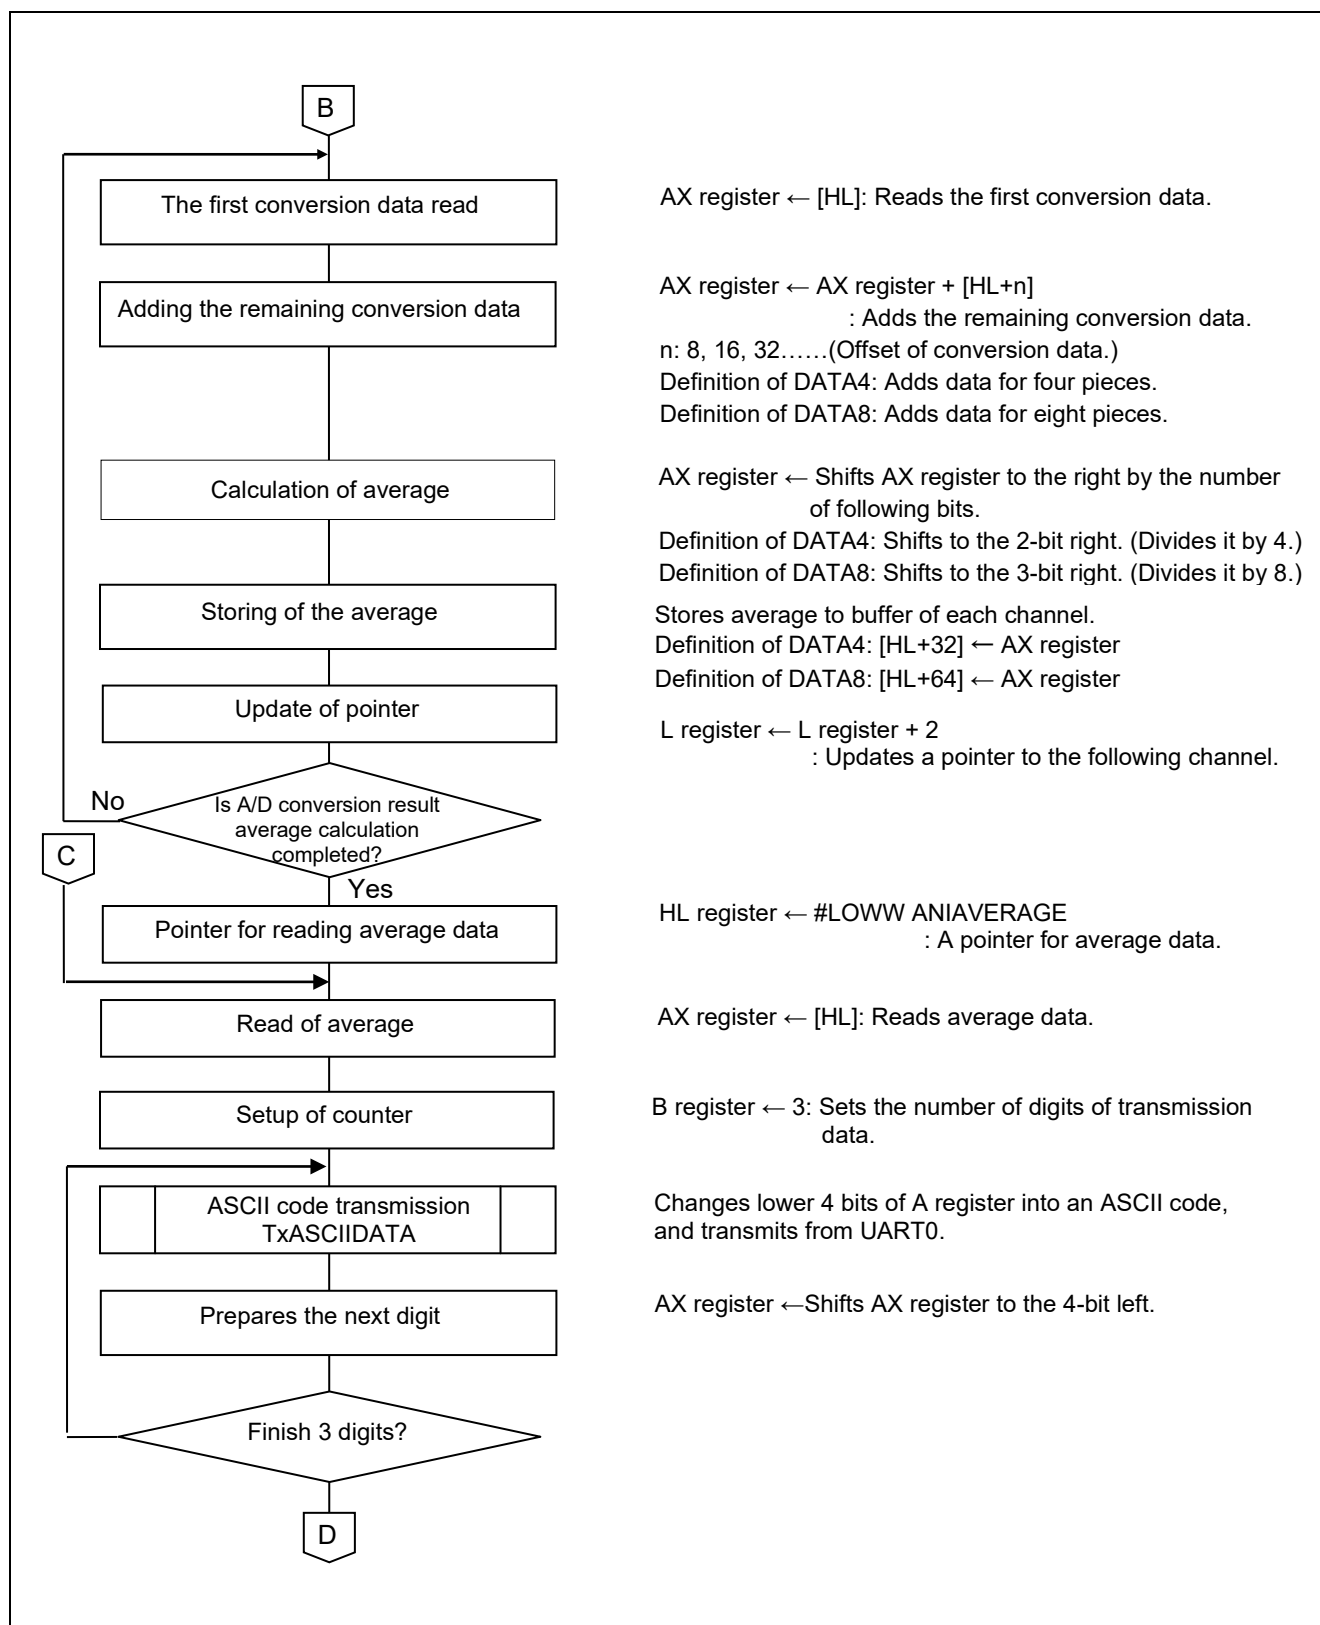 B
The first conversion data read
AX register ← [HL]: Reads the first conversion data.
Adding the remaining conversion data
AX register ← AX register + [HL+n]
: Adds the remaining conversion data.
n: 8, 16, 32……(Offset of conversion data.)
Definition of DATA4: Adds data for four pieces.
Definition of DATA8: Adds data for eight pieces.
Calculation of average
AX register ← Shifts AX register to the right by the number
of following bits.
Definition of DATA4: Shifts to the 2-bit right. (Divides it by 4.)
Definition of DATA8: Shifts to the 3-bit right. (Divides it by 8.)
Storing of the average
Stores average to buffer of each channel.
Definition of DATA4: [HL+32] ← AX register
Definition of DATA8: [HL+64] ← AX register
Update of pointer
L register ← L register + 2
: Updates a pointer to the following channel.
No
Is A/D conversion result
average calculation
completed?
C
Yes
Pointer for reading average data
HL register ← #LOWW ANIAVERAGE
: A pointer for average data.
Read of average
AX register ← [HL]: Reads average data.
Setup of counter
B register ← 3: Sets the number of digits of transmission
data.
ASCII code transmission
TxASCIIDATA
Changes lower 4 bits of A register into an ASCII code,
and transmits from UART0.
Prepares the next digit
AX register ←Shifts AX register to the 4-bit left.
Finish 3 digits?
D